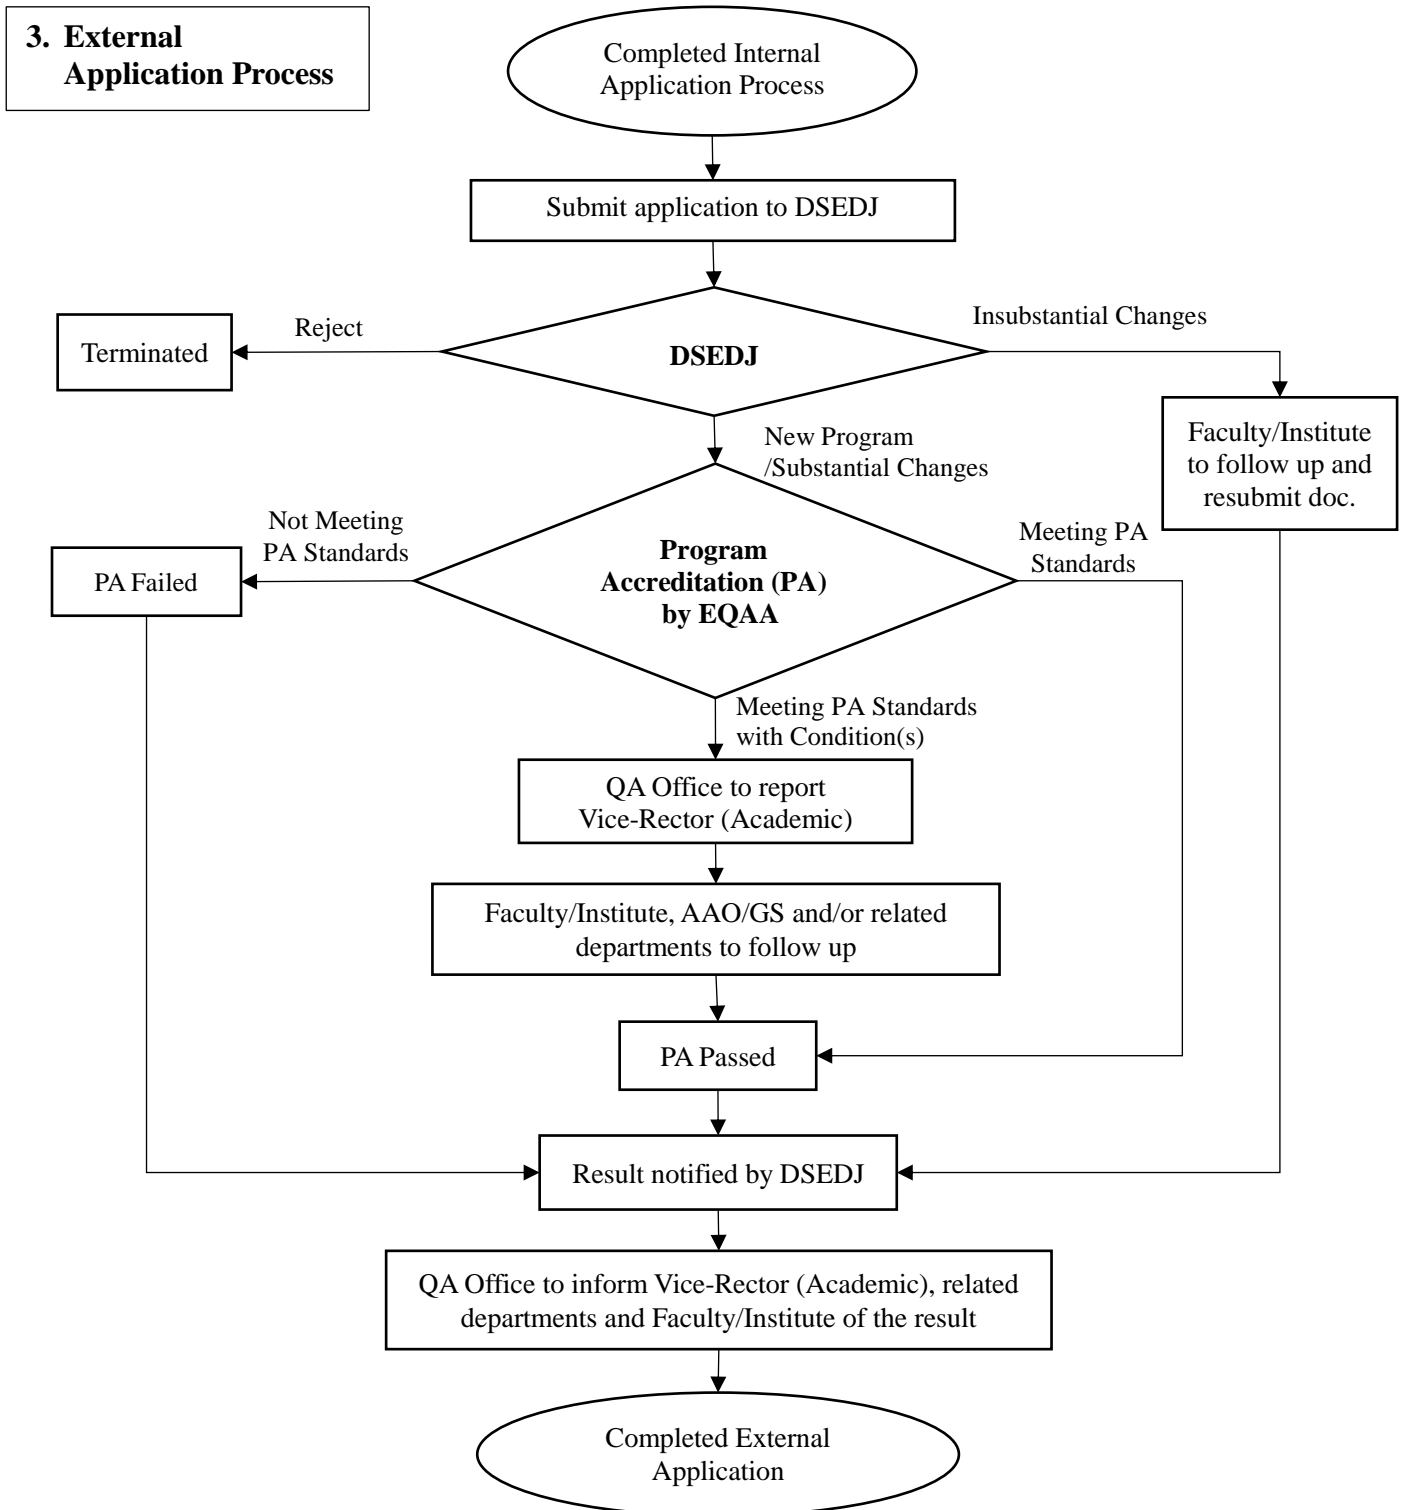 3. External
Application Process
Completed Internal
Application Process
Submit application to DSEDJ
Reject
Insubstantial Changes
Terminated
DSEDJ
New Program
/Substantial Changes
Faculty/Institute
to follow up and
resubmit doc.
Not Meeting
PA Standards
Meeting PA
Standards
PA Failed
Program
Accreditation (PA)
by EQAA
Meeting PA Standards
with Condition(s)
QA Office to report
Vice-Rector (Academic)
Faculty/Institute, AAO/GS and/or related
departments to follow up
PA Passed
Result notified by DSEDJ
QA Office to inform Vice-Rector (Academic), related
departments and Faculty/Institute of the result
Completed External
Application